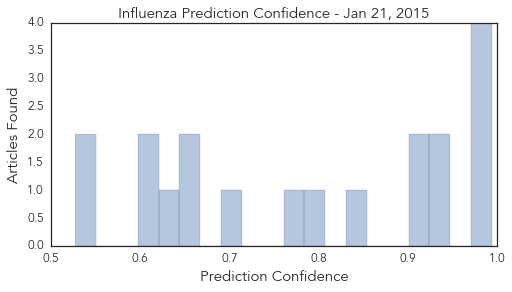 Influenza Prediction Confidence - Jan 21, 2015
4.0
3.5
3.0
2.5
2.0
1.5
1.0
0.5
0.0
Articles Found
0.5 0.6 0.7 0.8 0.9 1.0
Prediction Confidence